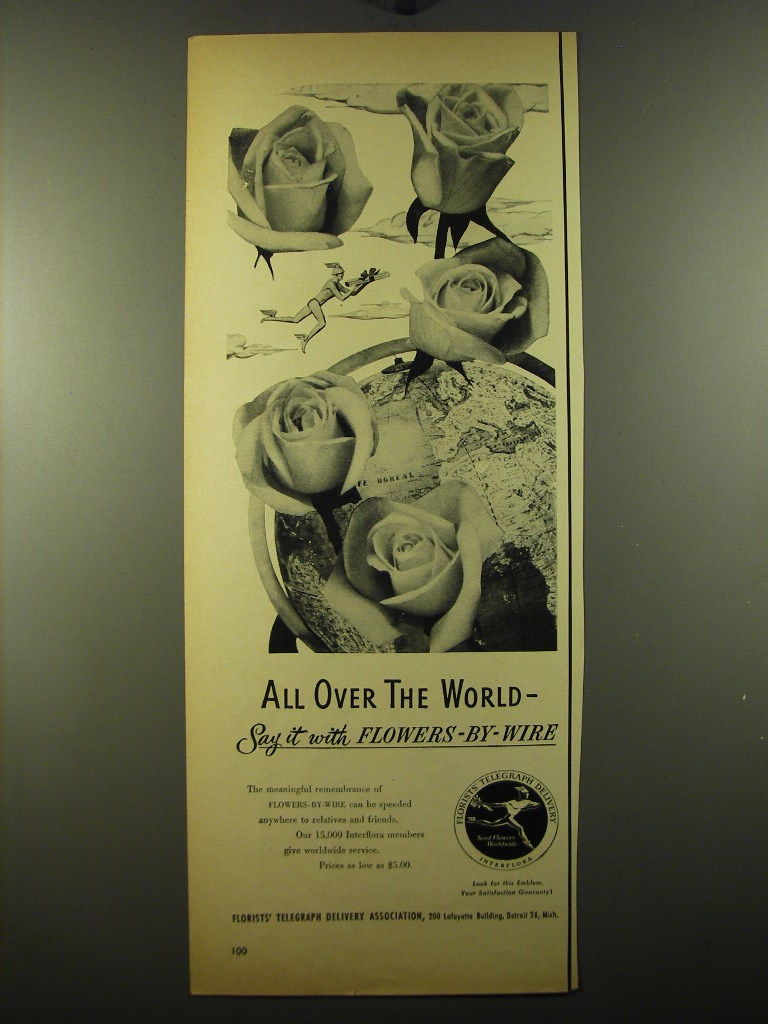 FE BOREAL
ALL OVER THE WORLD-
Say it with FLOWERS-BY-WIRE
The meaningful remembrance of
FLOWERS-BY-WIRE can be speeded
anywhere to relatives and friends.
Our 15,000 Interflora members
give worldwide service.
Prices as low as $5.00.
FLORISTS' TELEGRAPH DELIVERY
Send Flowers
Worldwide
INTERFLORA
Look for this Emblem.
Your Satisfaction Guaranty!
FLORISTS' TELEGRAPH DELIVERY ASSOCIATION, 200 Lafayette Building, Detroit 26, Mich.
100